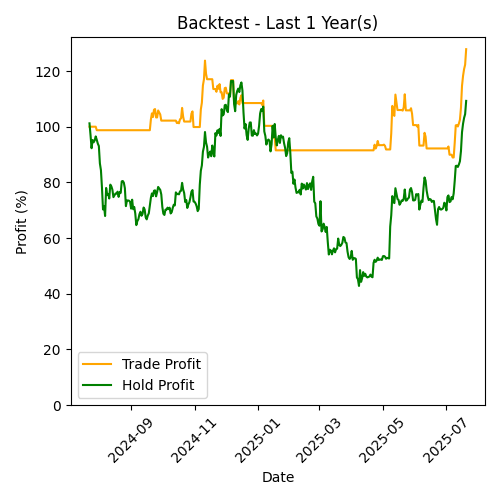 Backtest - Last 1 Year(s)
Profit (%)
120
100
80
60
40
20
0
Trade Profit
Hold Profit
2024-09
2024-11
2025-01
2025-03
2025-05
2025-07
Date